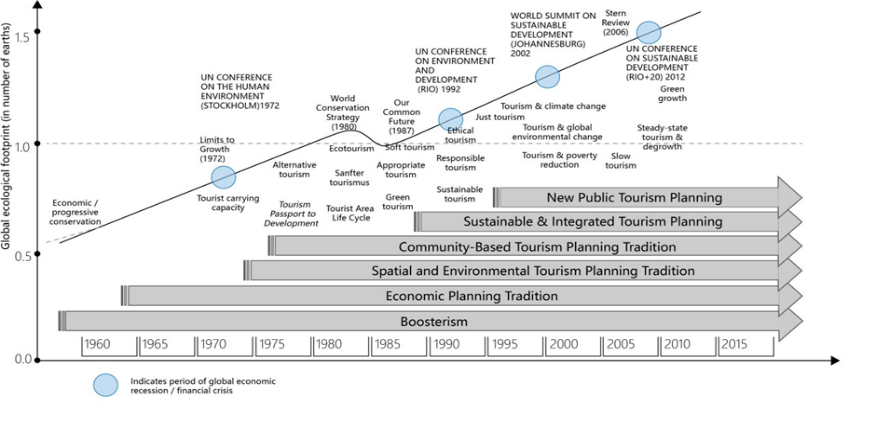 Global ecological footprint (in number of earths)
1.5
1.0
0.5
0.0
Economic /
progressive
conservation
UN CONFERENCE
ON THE HUMAN
ENVIRONMENT
(STOCKHOLM)1972
Limits to
Growth
(1972)
Tourist carrying
capacity
Alternative
tourism
Tourism
Passport to
Development
World
Conservation
Strategy
(1980)
Ecotourism
Sanfter
tourismus
Tourist Area
Life Cycle
Our
Common
Future
(1987)
Soft tourism
Appropriate
tourism
Green
tourism
UN CONFERENCE
ON ENVIRONMENT
AND
DEVELOPMENT
(RIO) 1992
Ethical
tourism
Responsible
tourism
Sustainable
tourism
WORLD SUMMIT ON
SUSTAINABLE
DEVELOPMENT
(JOHANNESBURG)
2002
Tourism & climate change
Just tourism
Tourism & global
environmental change
Tourism & poverty
reduction
Slow
tourism
Stern
Review
(2006)
UN CONFERENCE
ON SUSTAINABLE
DEVELOPMENT
(RIO+20) 2012
Green
growth
Steady-state
tourism &
degrowth
New Public Tourism Planning
Sustainable & Integrated Tourism Planning
Community-Based Tourism Planning Tradition
Spatial and Environmental Tourism Planning Tradition
Economic Planning Tradition
Boosterism
1960 1965 1970 1975 1980 1985 1990 1995 2000 2005 2010 2015
Indicates period of global economic
recession / financial crisis